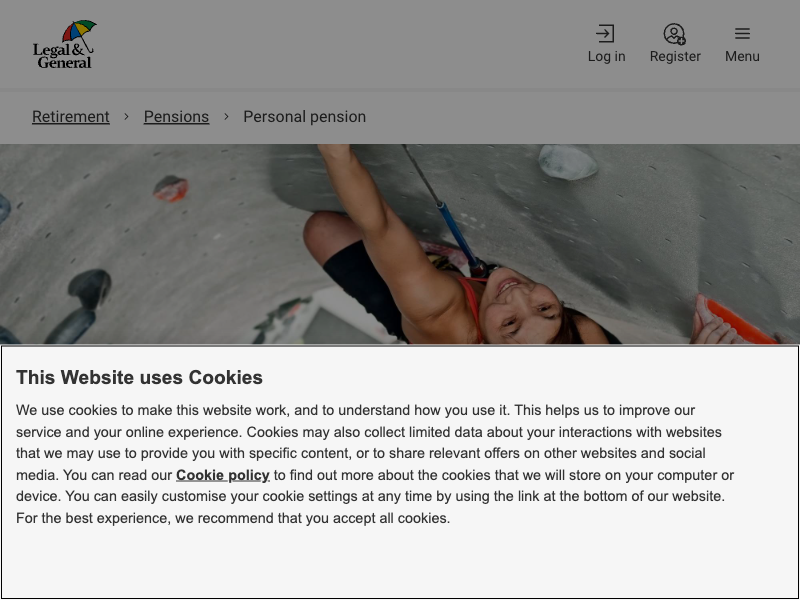 Legal &
General
Log in
Register
Menu
Retirement > Pensions > Personal pension
This Website uses Cookies
We use cookies to make this website work, and to understand how you use it. This helps us to improve our
service and your online experience. Cookies may also collect limited data about your interactions with websites
that we may use to provide you with specific content, or to share relevant offers on other websites and social
media. You can read our Cookie policy to find out more about the cookies that we will store on your computer or
device. You can easily customise your cookie settings at any time by using the link at the bottom of our website.
For the best experience, we recommend that you accept all cookies.